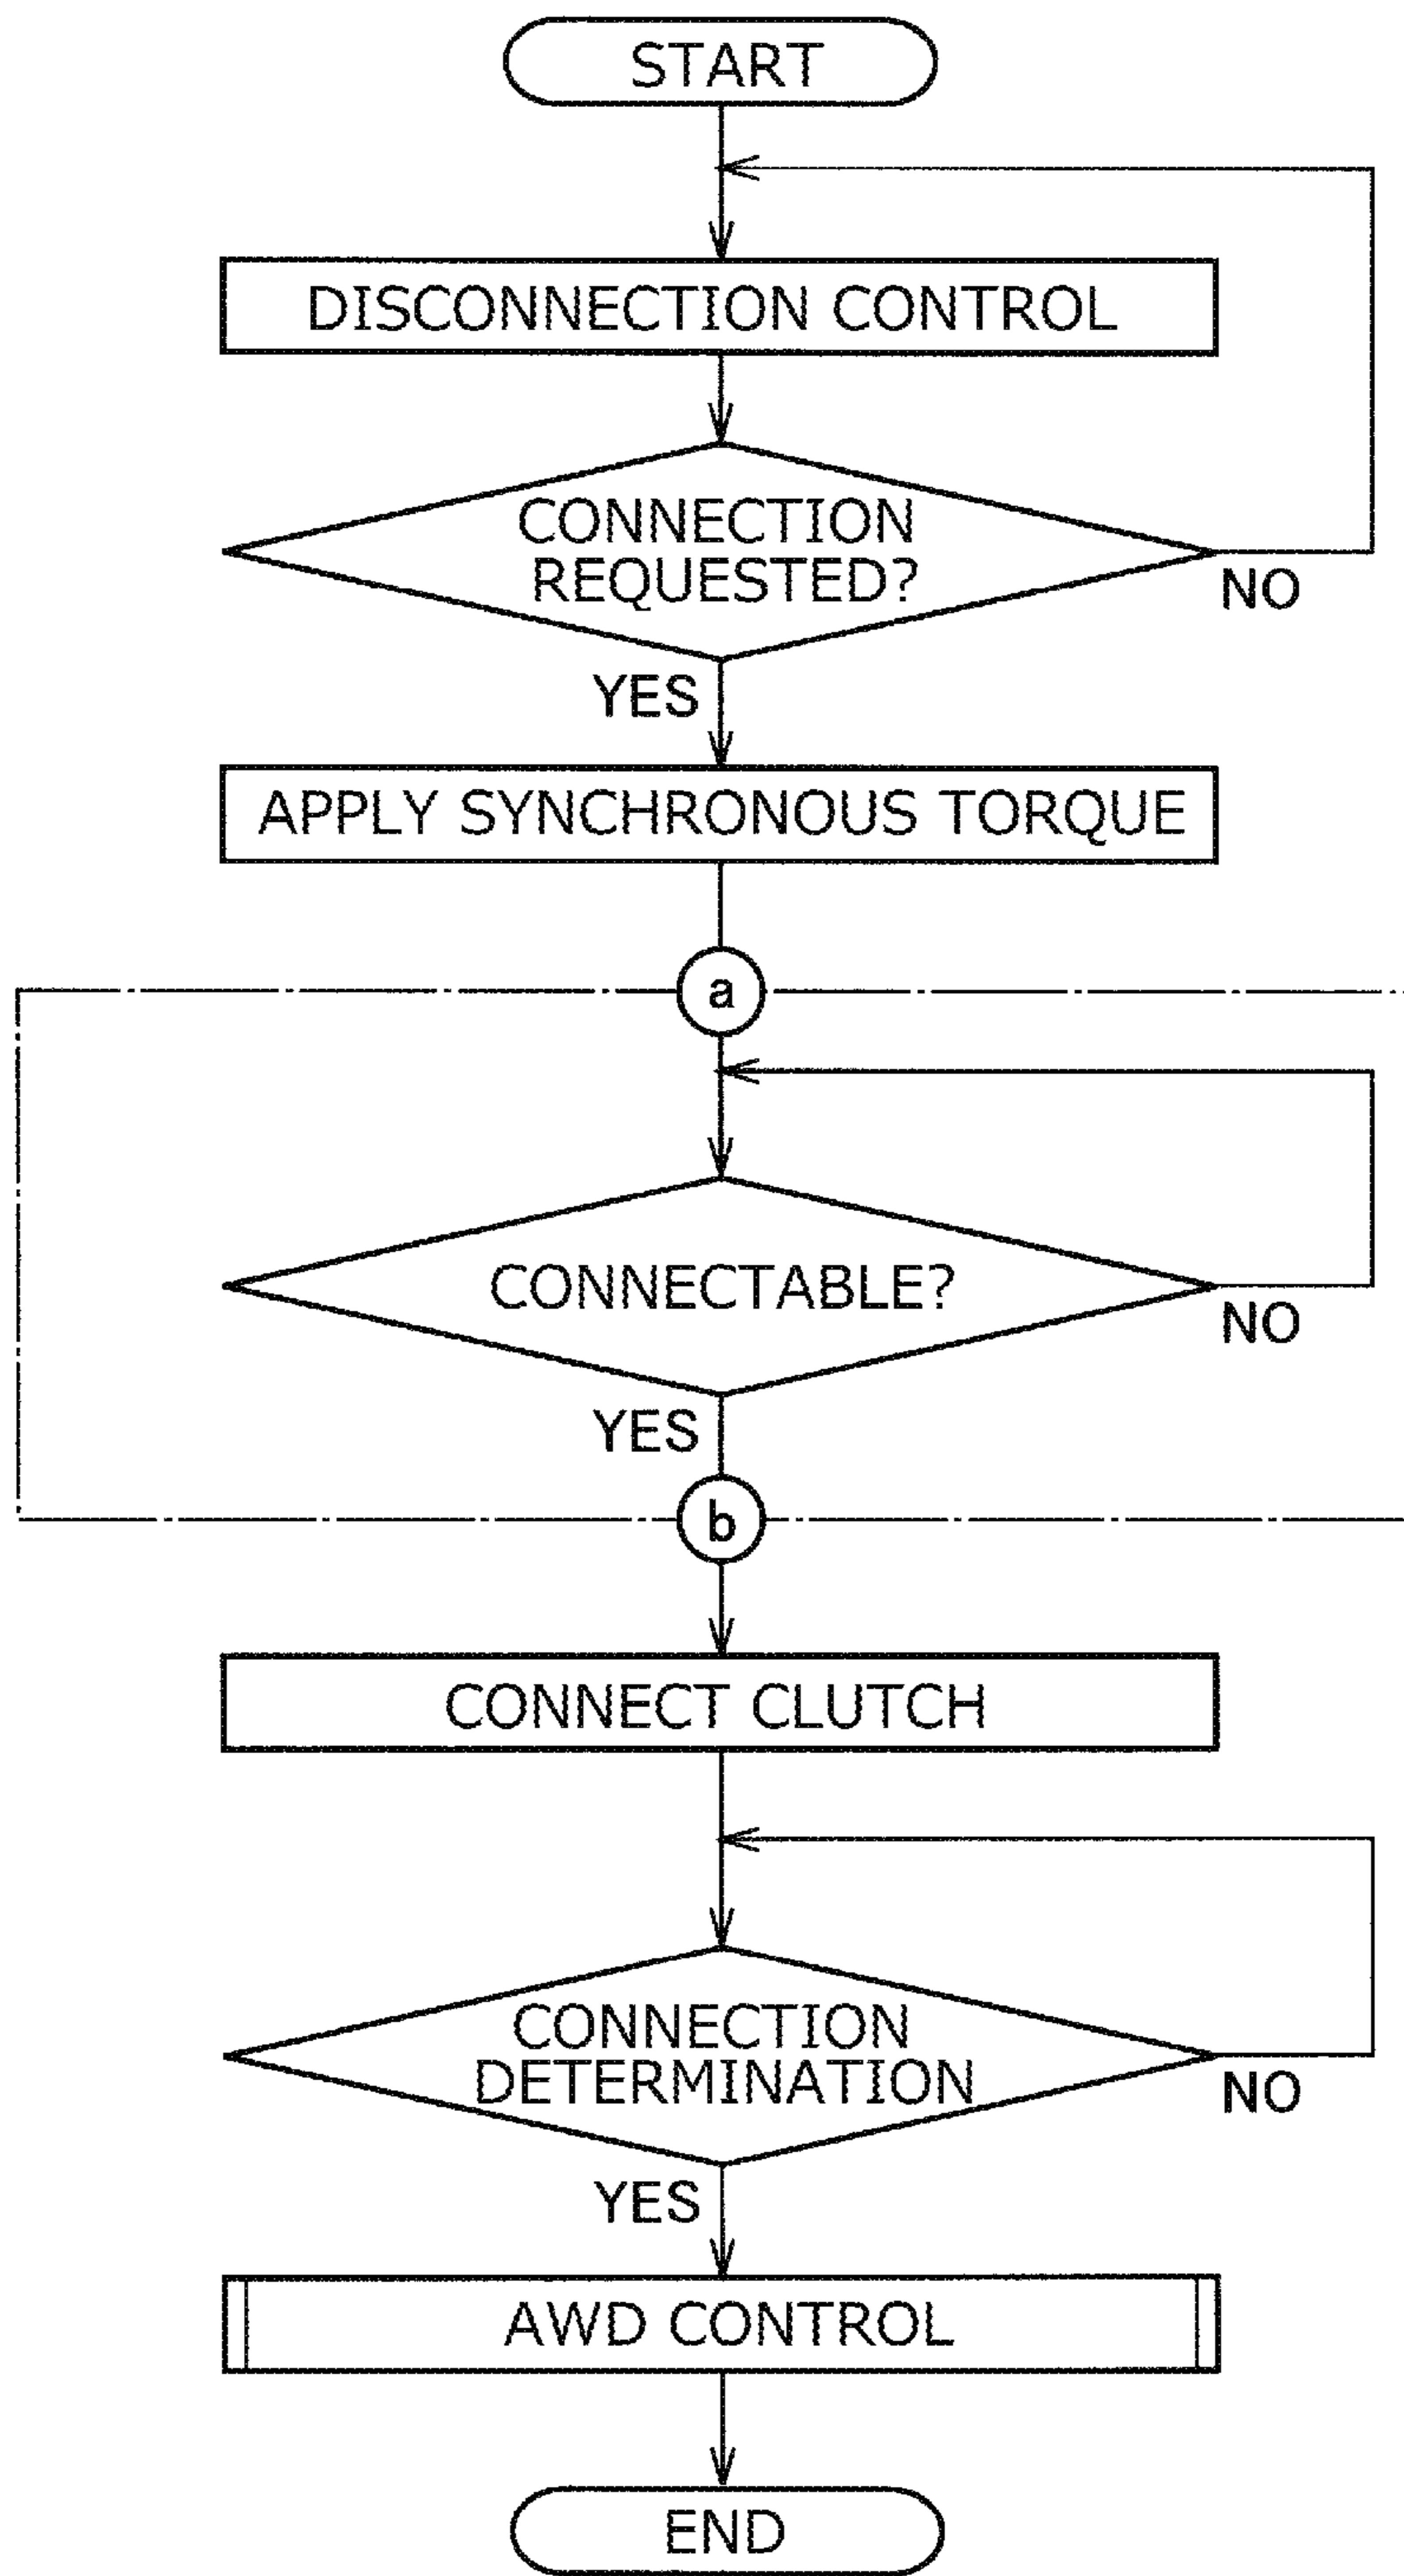 START
DISCONNECTION CONTROL
CONNECTION
REQUESTED?
NO
YES
APPLY SYNCHRONOUS TORQUE
a
CONNECTABLE?
NO
YES
b
CONNECT CLUTCH
CONNECTION
DETERMINATION
NO
YES
AWD CONTROL
END